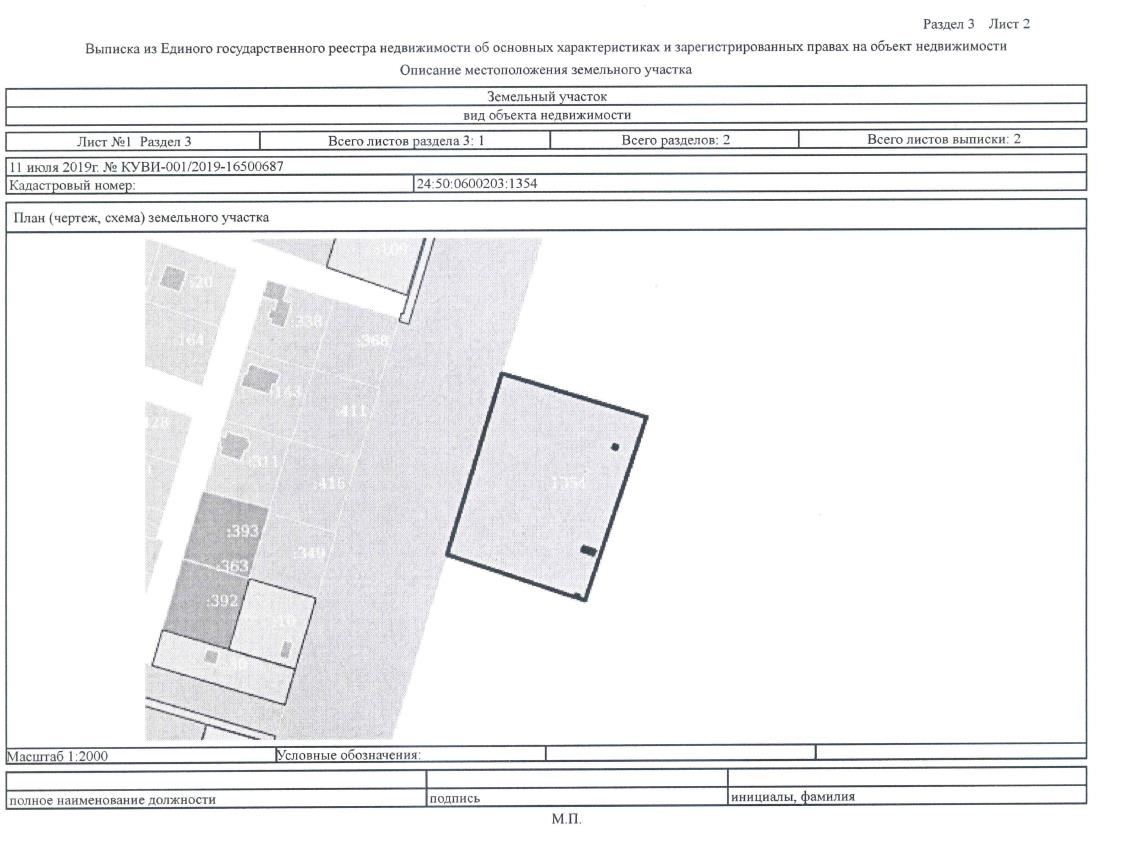 Раздел 3 Лист 2
Выписка из Единого государственного реестра недвижимости об основных характеристиках и зарегистрированных правах на объект недвижимости
Описание местоположения земельного участка
Земельный участок
вид объекта недвижимости
Лист №1 Раздел 3 Всего листов раздела 3: 1 Всего разделов: 2 Всего листов выписки: 2
11 июля 2019г. № КУВИ-001/2019-16500687
Кадастровый номер: 24:50:0600203:1354
План (чертеж, схема) земельного участка
:20
:338
:164
:368
:411
:311
:416
1354
:393
:349
:363
:392
Масштаб 1:2000 Условные обозначения:
полное наименование должности подпись инициалы, фамилия
М.П.